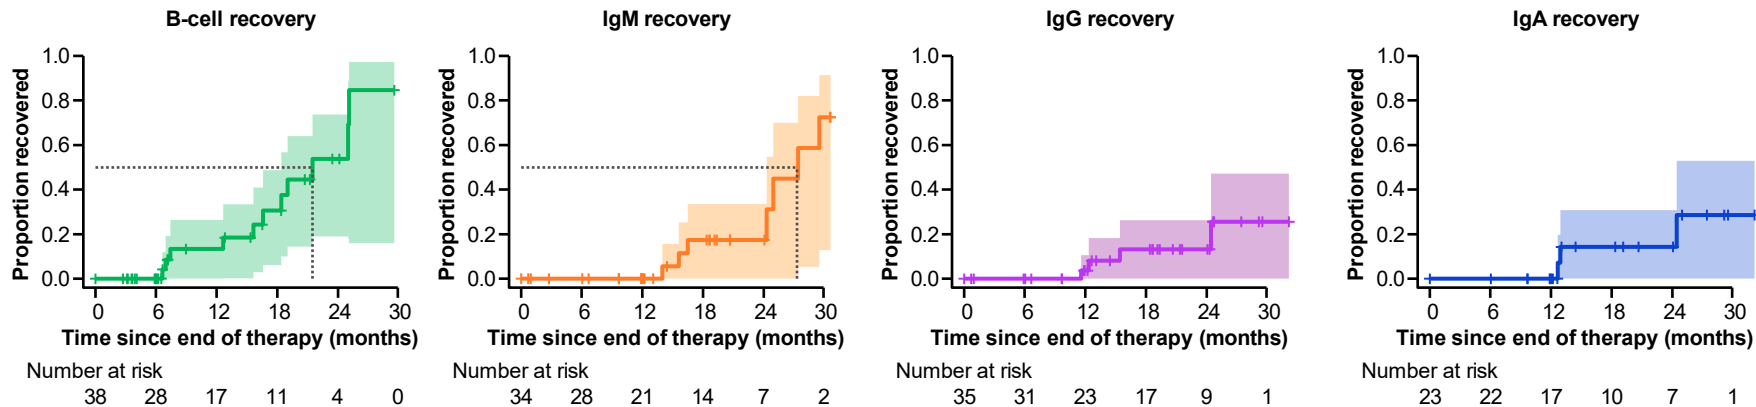 B-cell recovery
Proportion recovered
1.0
0.8
0.6
0.4
0.2
0.0
0 6 12 18 24 30
Time since end of therapy (months)
Number at risk
38 28 17 11 4 0
IgM recovery
Proportion recovered
1.0
0.8
0.6
0.4
0.2
0.0
0 6 12 18 24 30
Time since end of therapy (months)
Number at risk
34 28 21 14 7 2
IgG recovery
Proportion recovered
1.0
0.8
0.6
0.4
0.2
0.0
0 6 12 18 24 30
Time since end of therapy (months)
Number at risk
35 31 23 17 9 1
IgA recovery
Proportion recovered
1.0
0.8
0.6
0.4
0.2
0.0
0 6 12 18 24 30
Time since end of therapy (months)
Number at risk
23 22 17 10 7 1